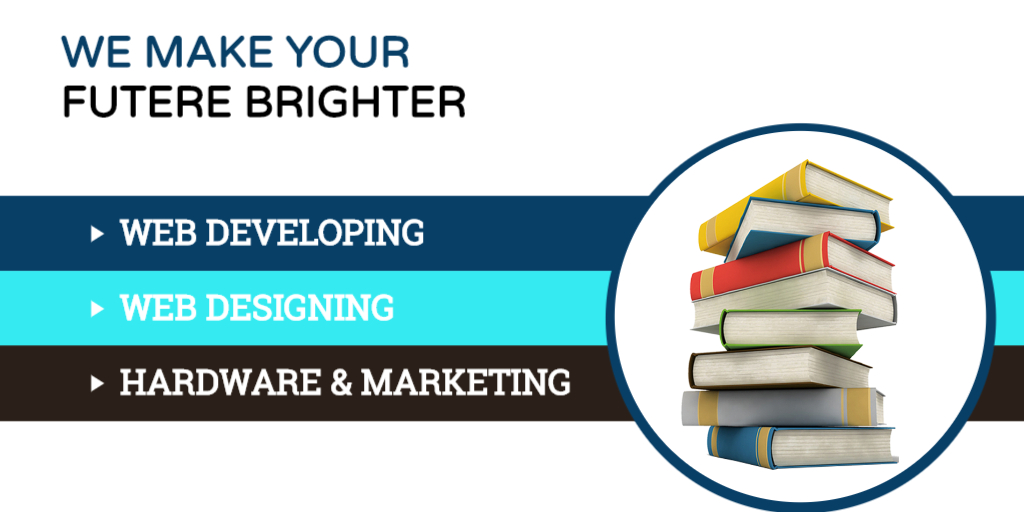 WE MAKE YOUR
FUTERE BRIGHTER
WEB DEVELOPING
WEB DESIGNING
HARDWARE & MARKETING